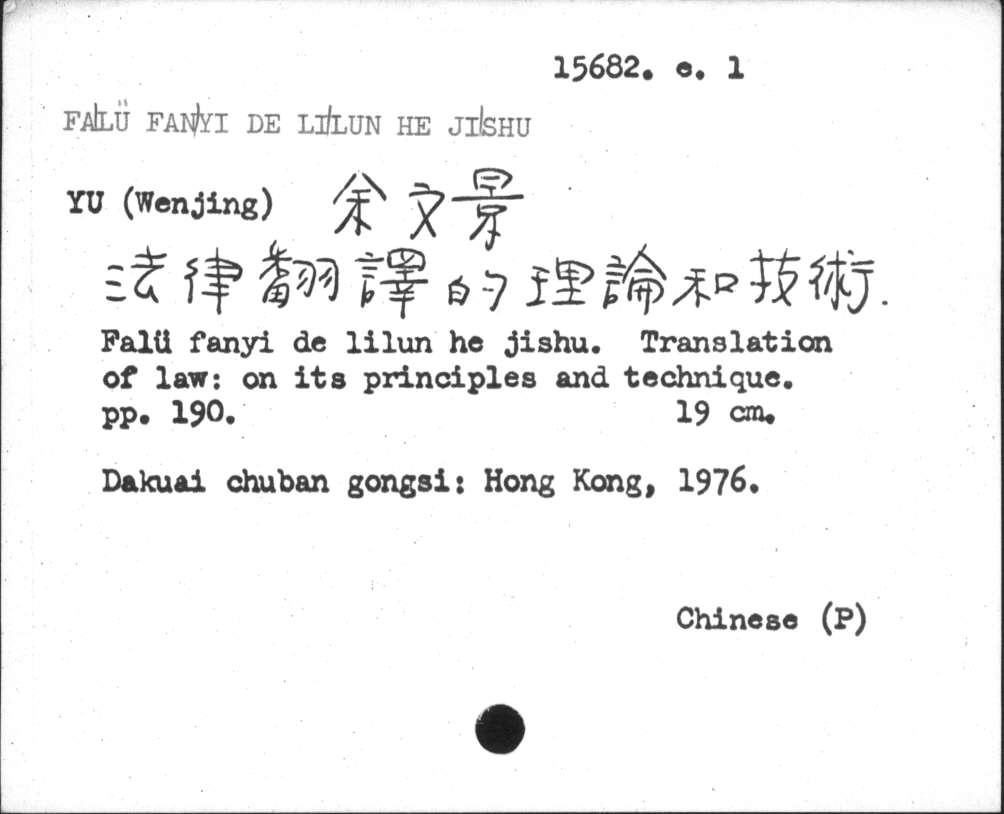 15682. e. 1
FALÜ FANYI DE LILUN HE JISHU
YU (Wenjing) 余文景
法律翻譯的理論和技術.
Falü fanyi de lilun he jishu. Translation
of law: on its principles and technique.
pp. 190. 19 cm.
Dakuai chuban gongsi: Hong Kong, 1976.
Chinese (P)